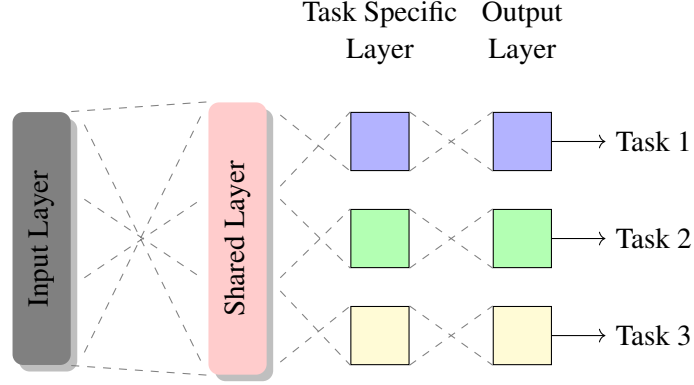 Task Specific
Layer
Output
Layer
Input Layer
Shared Layer
Task 1
Task 2
Task 3